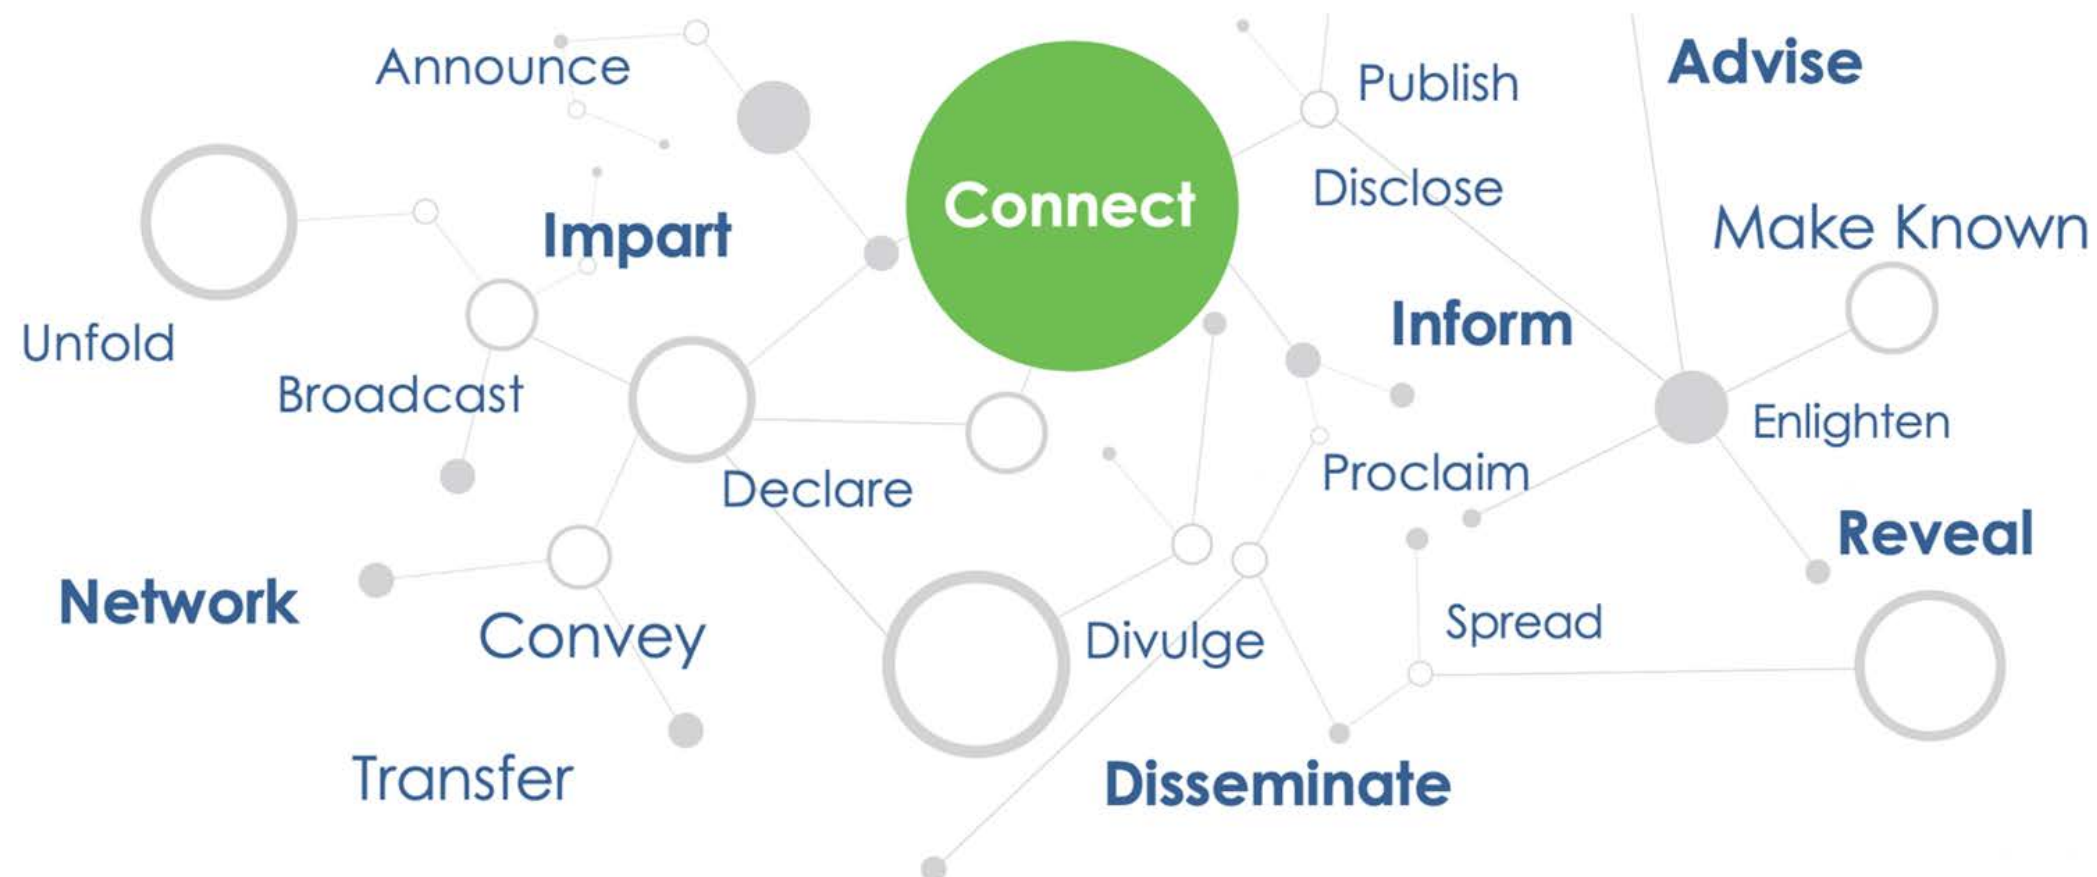 Announce
Advise
Publish
Disclose
Connect
Impart
Make Known
Unfold
Inform
Broadcast
Enlighten
Declare
Proclaim
Reveal
Network
Convey
Divulge
Spread
Transfer
Disseminate